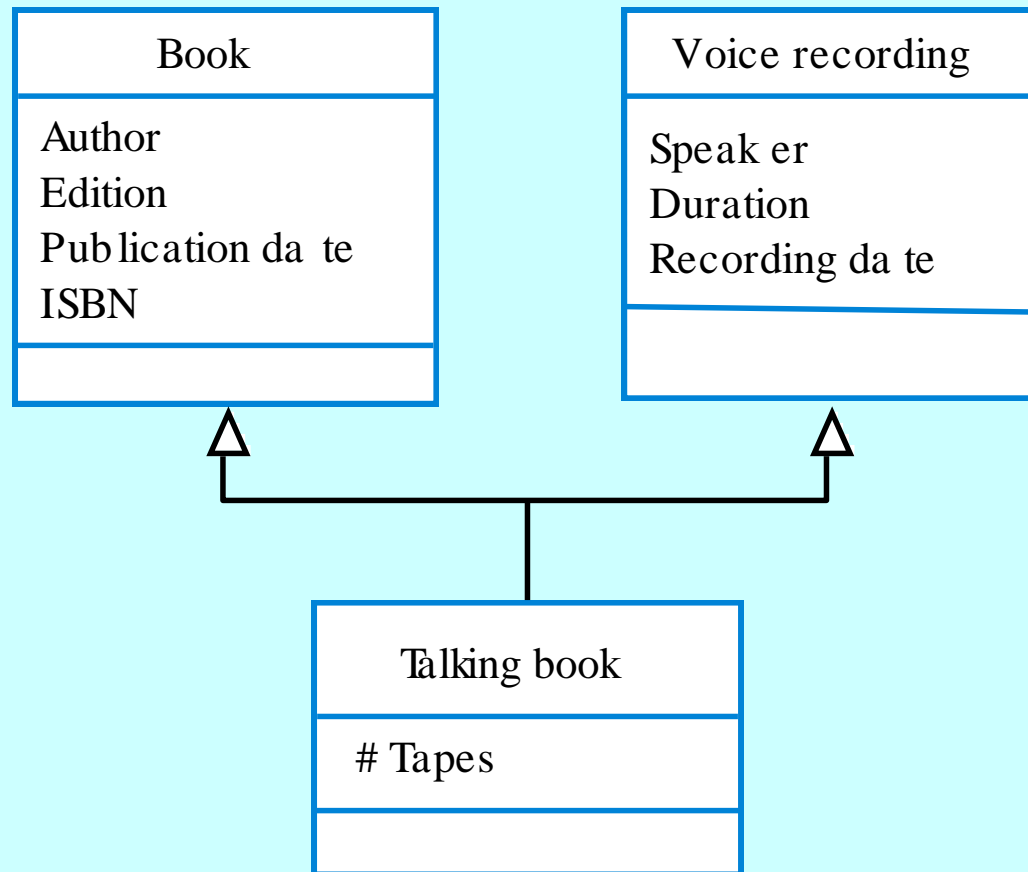 Book
Author
Edition
Publication date
ISBN
Voice recording
Speaker
Duration
Recording date
Talking book
# Tapes